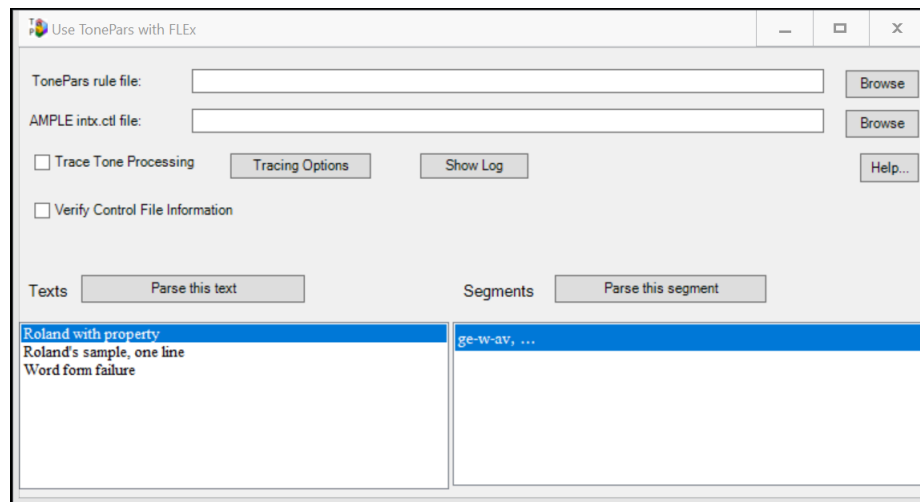 Use TonePars with FLEx
TonePars rule file:
Browse
AMPLE intx.ctl file:
Browse
Trace Tone Processing Tracing Options Show Log Help...
Verify Control File Information
Texts Parse this text Segments Parse this segment
Roland with property
Roland's sample, one line
Word form failure
ge-w-av, ...